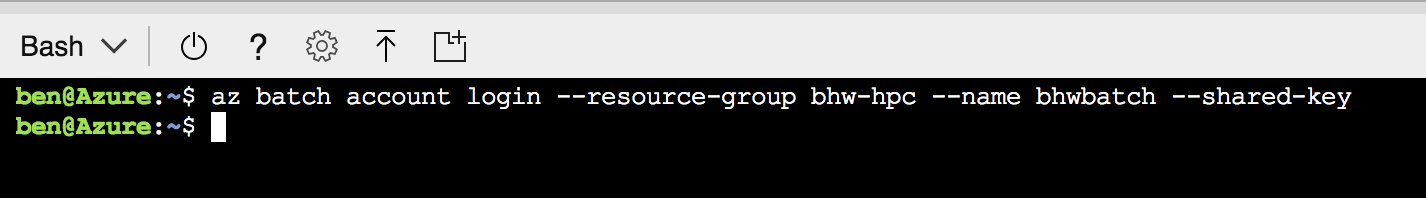 Bash ?
ben@Azure:~$ az batch account login --resource-group bhw-hpc --name bhwbatch --shared-key
ben@Azure:~$